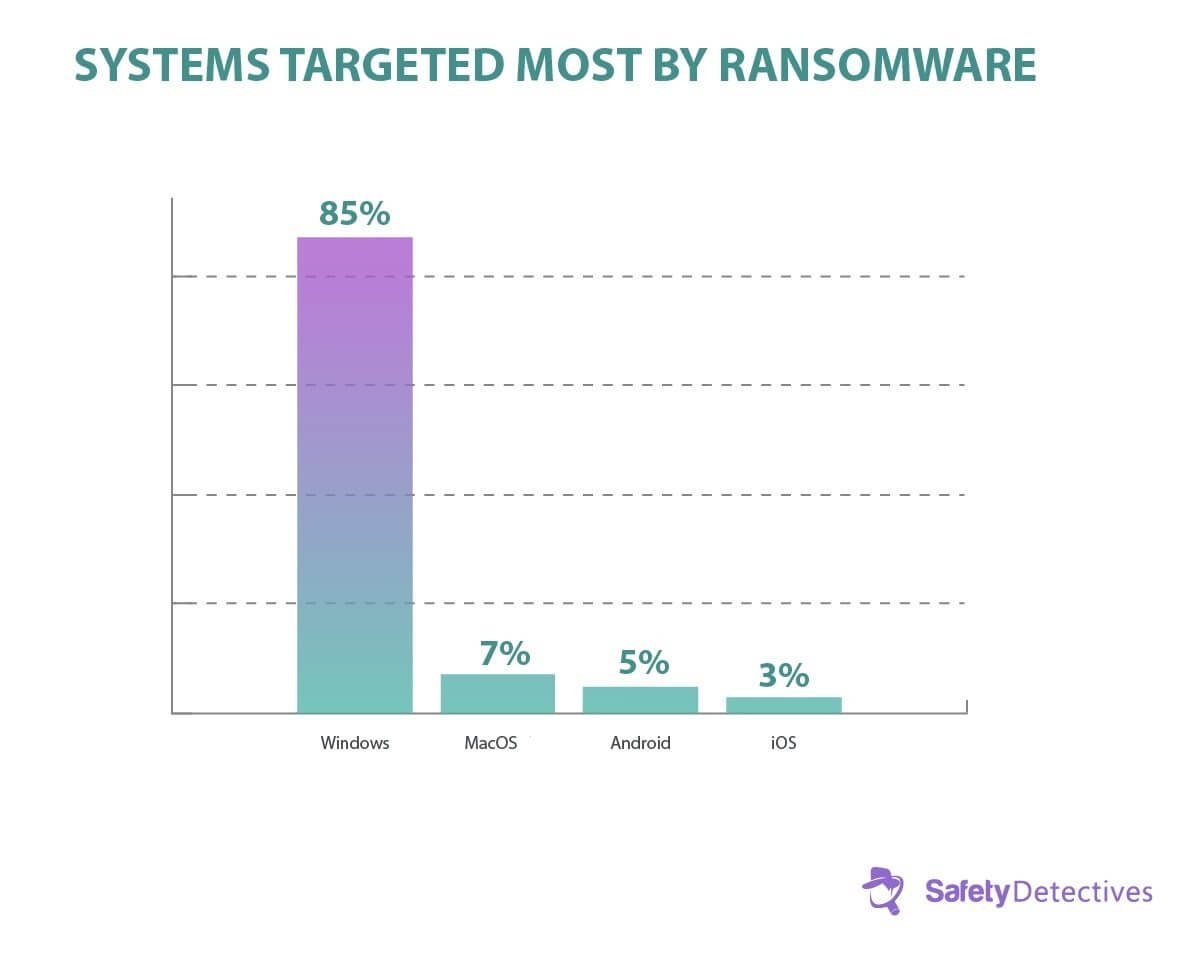 SYSTEMS TARGETED MOST BY RANSOMWARE
85%
7%
5%
3%
Windows
MacOS
Android
iOS
SafetyDetectives